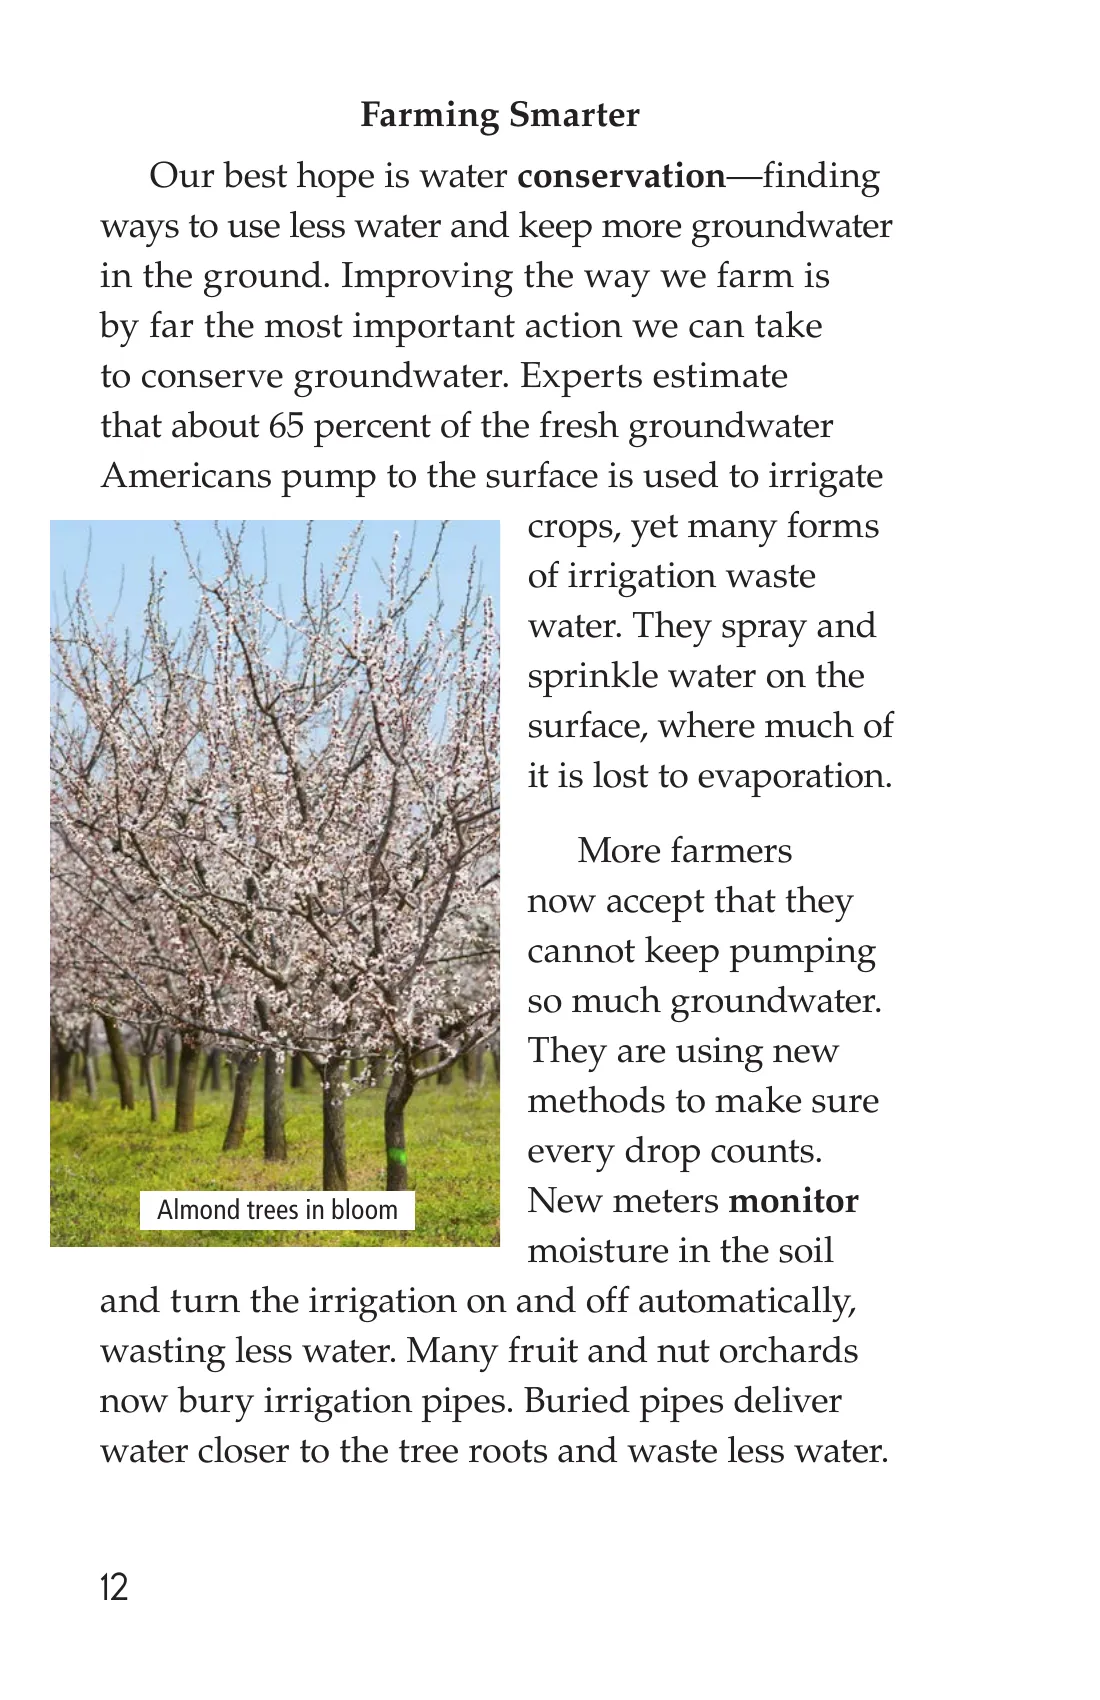 Farming Smarter
Our best hope is water conservation—finding
ways to use less water and keep more groundwater
in the ground. Improving the way we farm is
by far the most important action we can take
to conserve groundwater. Experts estimate
that about 65 percent of the fresh groundwater
Americans pump to the surface is used to irrigate
crops, yet many forms
of irrigation waste
water. They spray and
sprinkle water on the
surface, where much of
it is lost to evaporation.
More farmers
now accept that they
cannot keep pumping
so much groundwater.
They are using new
methods to make sure
every drop counts.
New meters monitor
moisture in the soil
and turn the irrigation on and off automatically,
wasting less water. Many fruit and nut orchards
now bury irrigation pipes. Buried pipes deliver
water closer to the tree roots and waste less water.
Almond trees in bloom
12